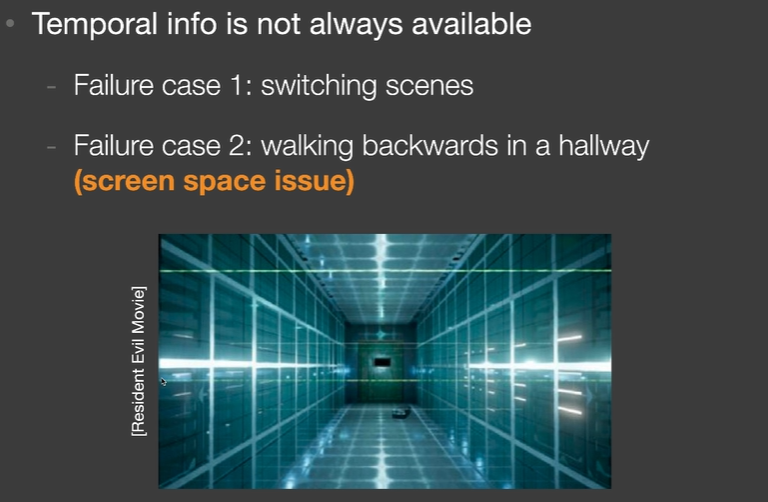 Temporal info is not always available
- Failure case 1: switching scenes
- Failure case 2: walking backwards in a hallway
(screen space issue)
[Resident Evil Movie]